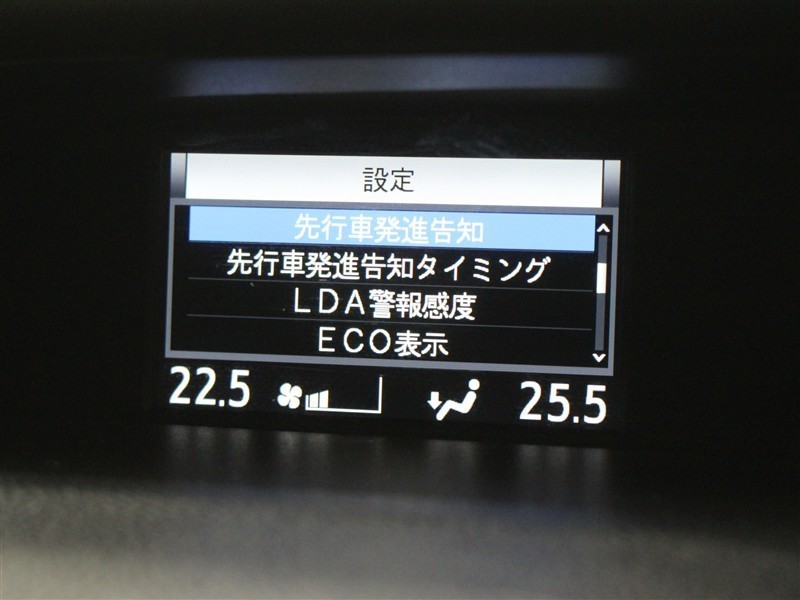 設定
先行車発進告知
先行車発進告知タイミング
LDA警報感度
ECO表示
22.5 25.5